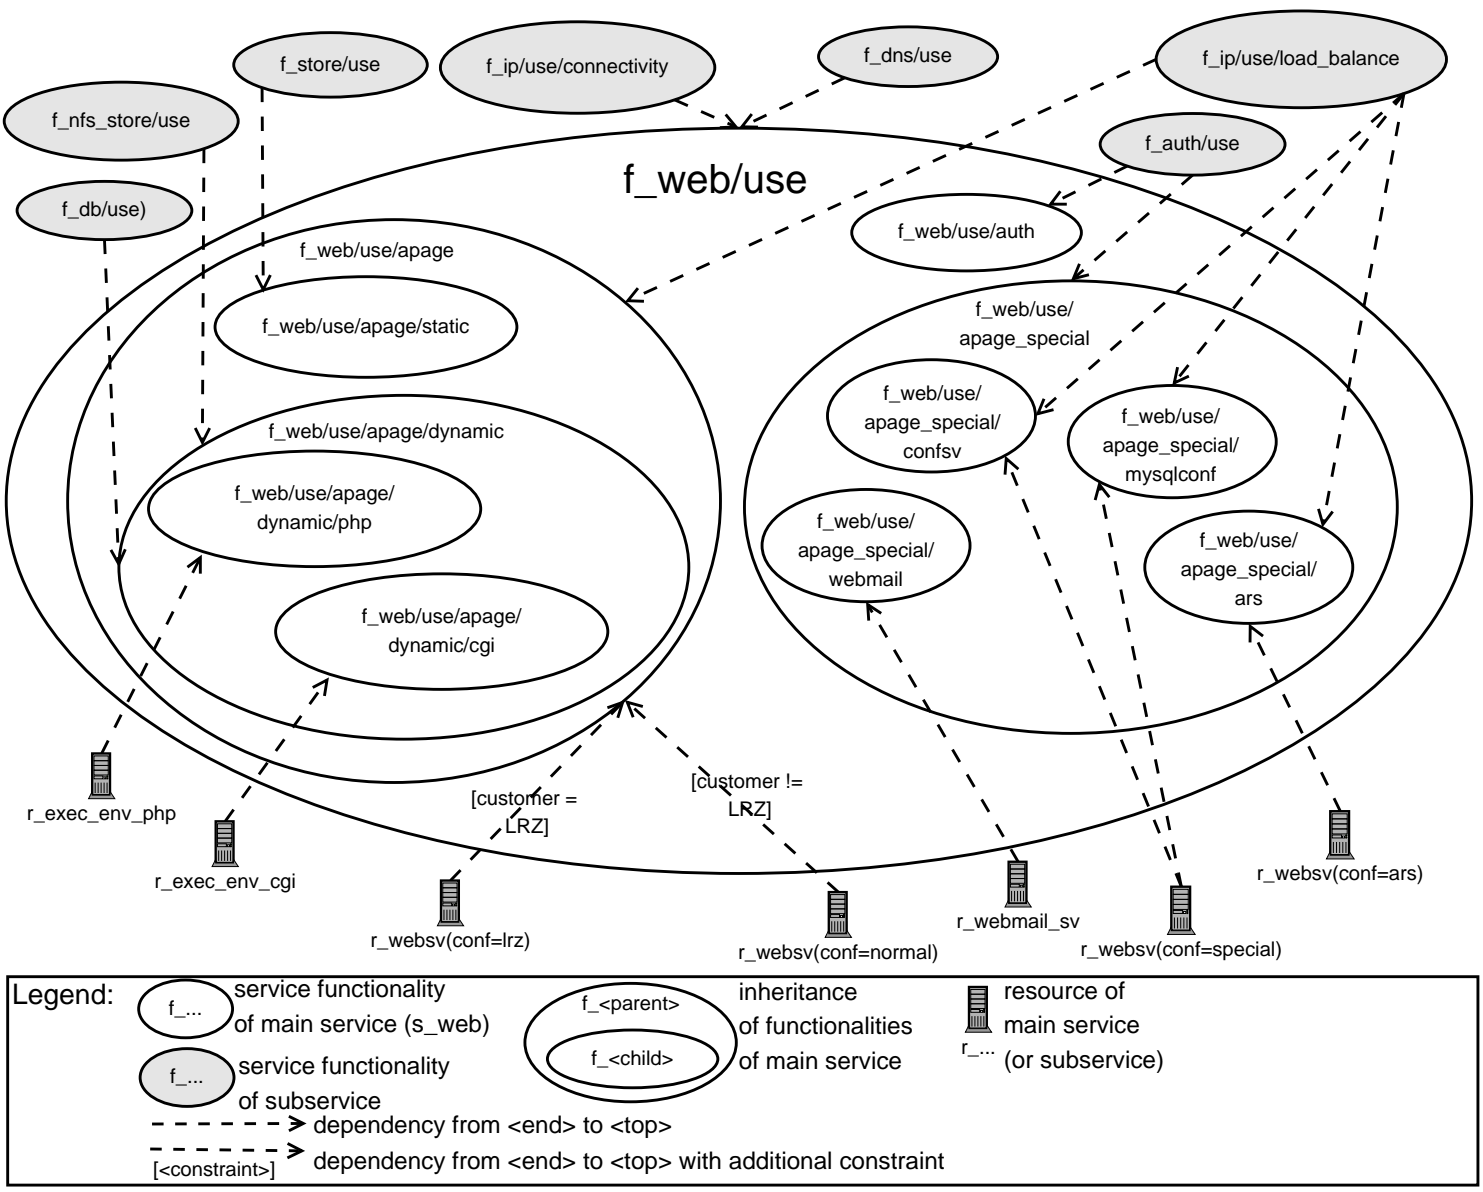 f_store/use
f_ip/use/connectivity
f_dns/use
f_ip/use/load_balance
f_nfs_store/use
f_auth/use
f_web/use
f_db/use)
f_web/use/auth
f_web/use/apage
f_web/use/
apage_special
f_web/use/apage/static
f_web/use/
apage_special/
confsv
f_web/use/
apage_special/
mysqlconf
f_web/use/apage/dynamic
f_web/use/apage/
dynamic/php
f_web/use/
apage_special/
webmail
f_web/use/
apage_special/
ars
f_web/use/apage/
dynamic/cgi
[customer =
LRZ]
[customer !=
LRZ]
r_exec_env_php
r_exec_env_cgi
r_websv(conf=lrz)
r_websv(conf=normal)
r_webmail_sv
r_websv(conf=special)
r_websv(conf=ars)
Legend:
f_...
service functionality
of main service (s_web)
f_...
service functionality
of subservice
f_<parent>
f_<child>
inheritance
of functionalities
of main service
r_...
resource of
main service
(or subservice)
dependency from <end> to <top>
[<constraint>]
dependency from <end> to <top> with additional constraint